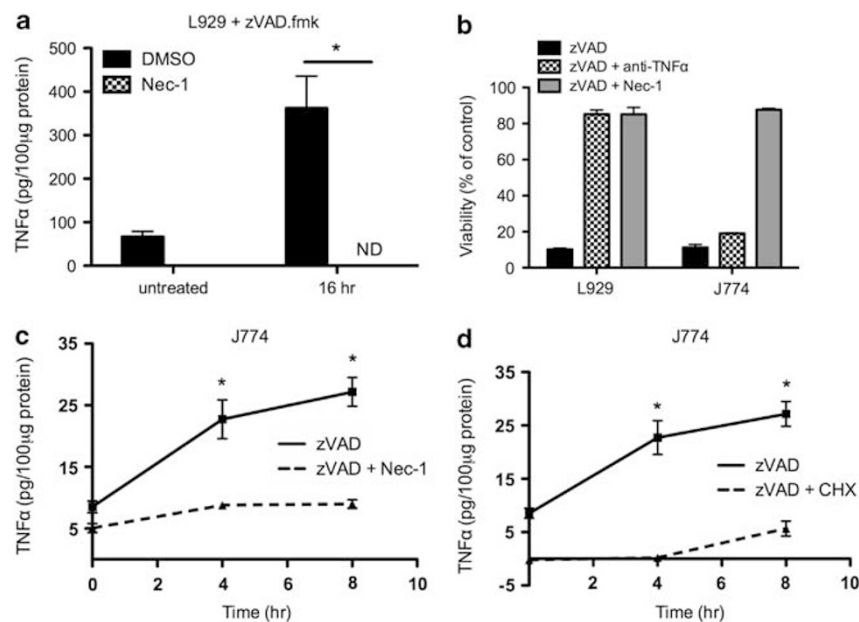 a
L929 + zVAD.fmk
TNFα (pg/100µg protein)
500
400
300
200
100
0
DMSO
Nec-1
*
ND
untreated
16 hr
b
zVAD
zVAD + anti-TNFα
zVAD + Nec-1
Viability (% of control)
100
80
60
40
20
0
L929
J774
c
J774
TNFα (pg/100µg protein)
35
25
15
5
*
*
zVAD
zVAD + Nec-1
0
2
4
6
8
10
Time (hr)
d
J774
TNFα (pg/100µg protein)
35
25
15
5
-5
*
*
zVAD
zVAD + CHX
2
4
6
8
10
Time (hr)